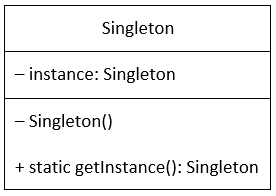 Singleton
– instance: Singleton
– Singleton()
+ static getInstance(): Singleton